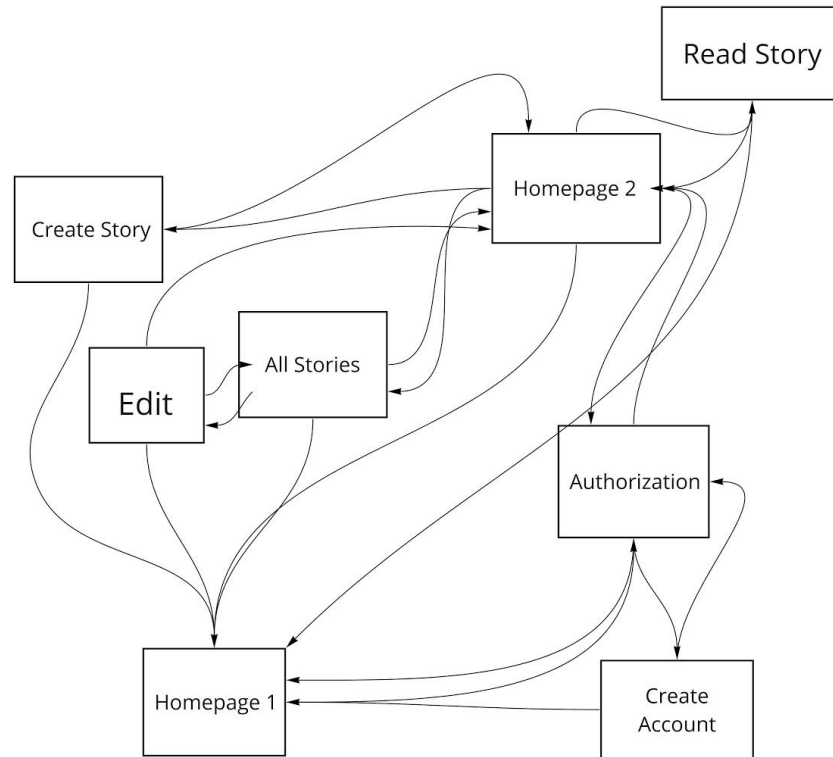 Read Story
Homepage 2
Create Story
All Stories
Edit
Authorization
Homepage 1
Create
Account